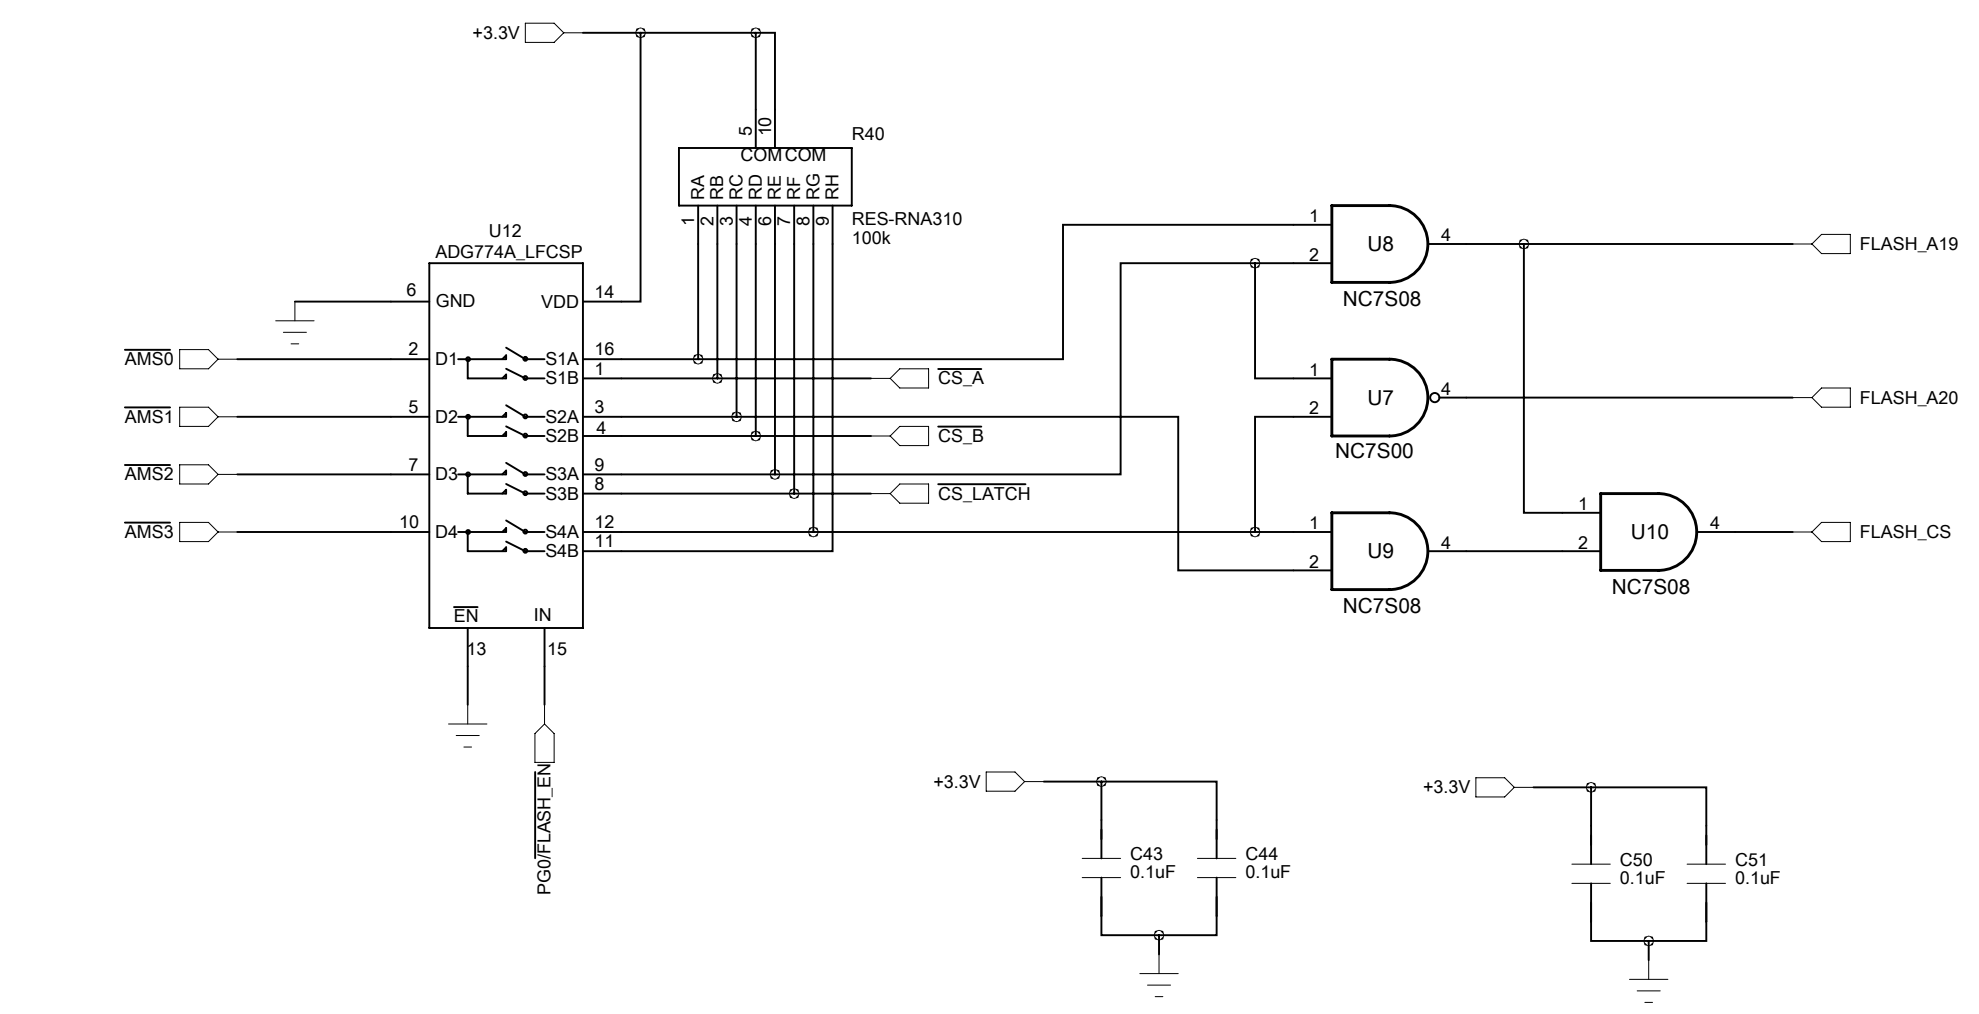 +3.3V
5
10
R40
COM COM
RA
RB
RC
RD
RE
RF
RG
RH
1
2
3
4
6
7
8
9
RES-RNA310
100k
U12
ADG774A_LFCSP
6
GND
VDD
14
AMS0
2
D1
S1A
16
S1B
1
CS_A
AMS1
5
D2
S2A
3
S2B
4
CS_B
AMS2
7
D3
S3A
9
S3B
8
CS_LATCH
AMS3
10
D4
S4A
12
S4B
11
EN
IN
13
15
PG0/FLASH_EN
1
2
U8
4
NC7S08
FLASH_A19
1
2
U7
4
NC7S00
FLASH_A20
1
2
U9
4
NC7S08
1
2
U10
4
NC7S08
FLASH_CS
+3.3V
C43
0.1uF
C44
0.1uF
+3.3V
C50
0.1uF
C51
0.1uF